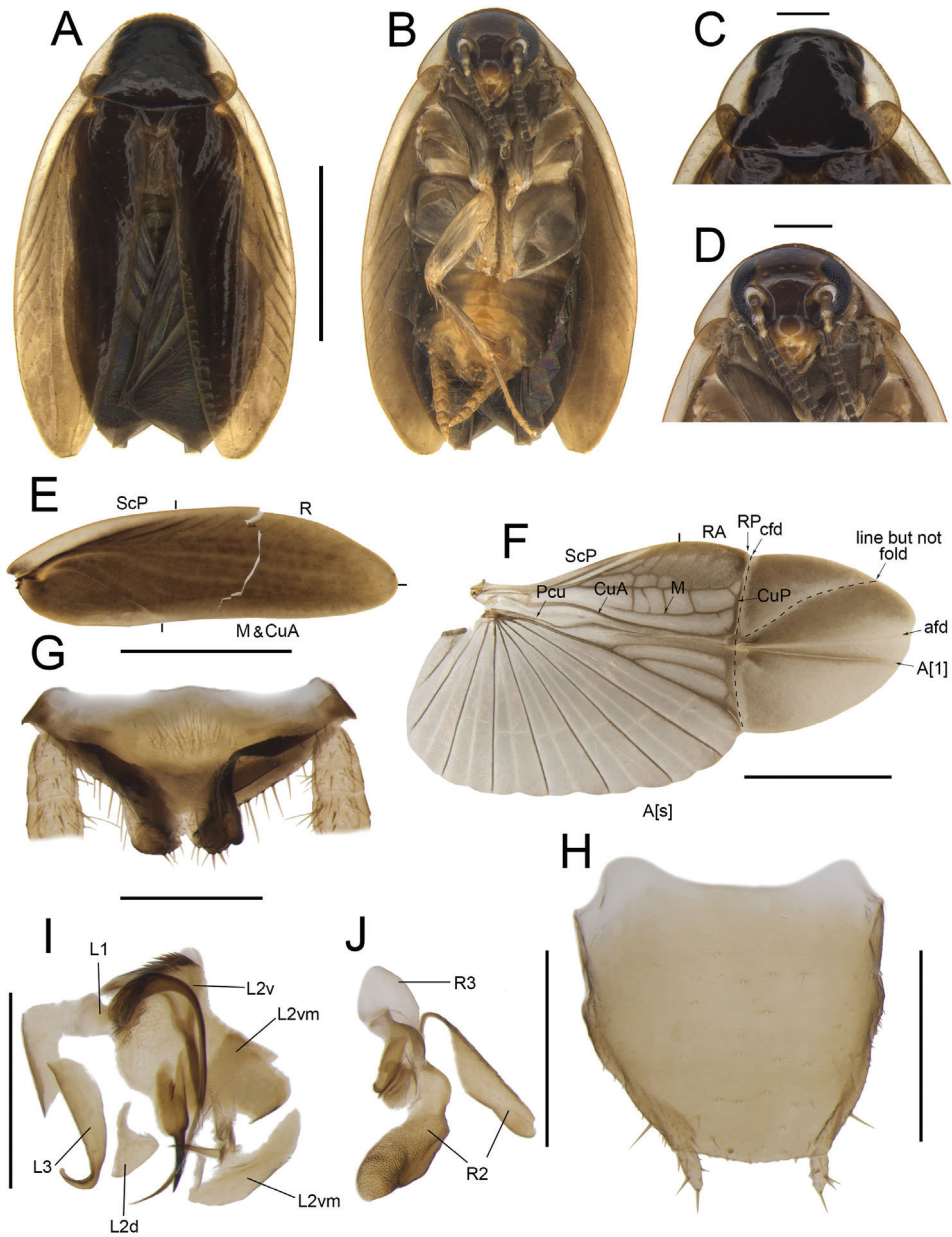 A
B
C
D
E
ScP
R
M & CuA
F
ScP
RA
RP
cfd
line but not
fold
Pcu
CuA
M
CuP
afd
A[1]
A[s]
G
H
I
L1
L2v
L2vm
L3
L2d
L2vm
J
R3
R2